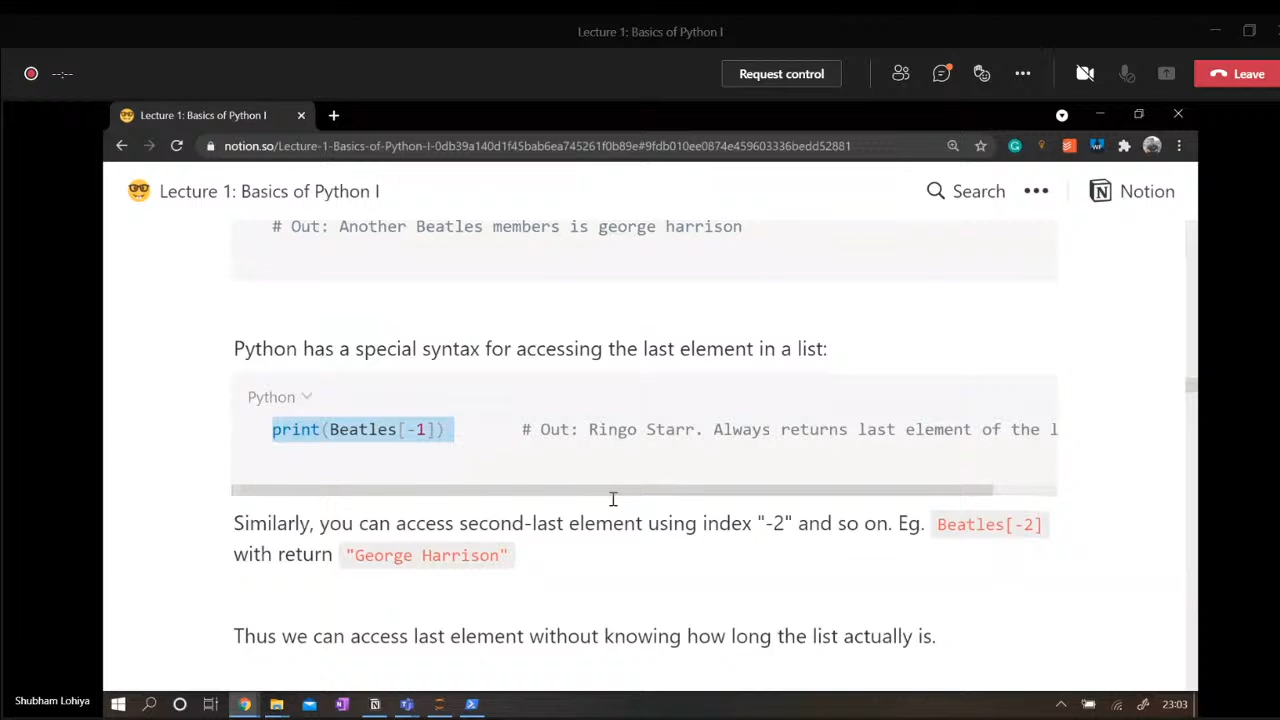 Lecture 1: Basics of Python I
--:--
Request control
Leave
Lecture 1: Basics of Python I
notion.so/Lecture-1-Basics-of-Python-I-0db39a140d1f45bab6ea745261f0b89e#9fdb010ee0874e459603336bedd52881
Lecture 1: Basics of Python I
Search
Notion
# Out: Another Beatles members is george harrison
Python has a special syntax for accessing the last element in a list:
Python
print(Beatles[-1]) # Out: Ringo Starr. Always returns last element of the l
Similarly, you can access second-last element using index "-2" and so on. Eg. Beatles[-2]
with return "George Harrison"
Thus we can access last element without knowing how long the list actually is.
Shubham Lohiya
23:03